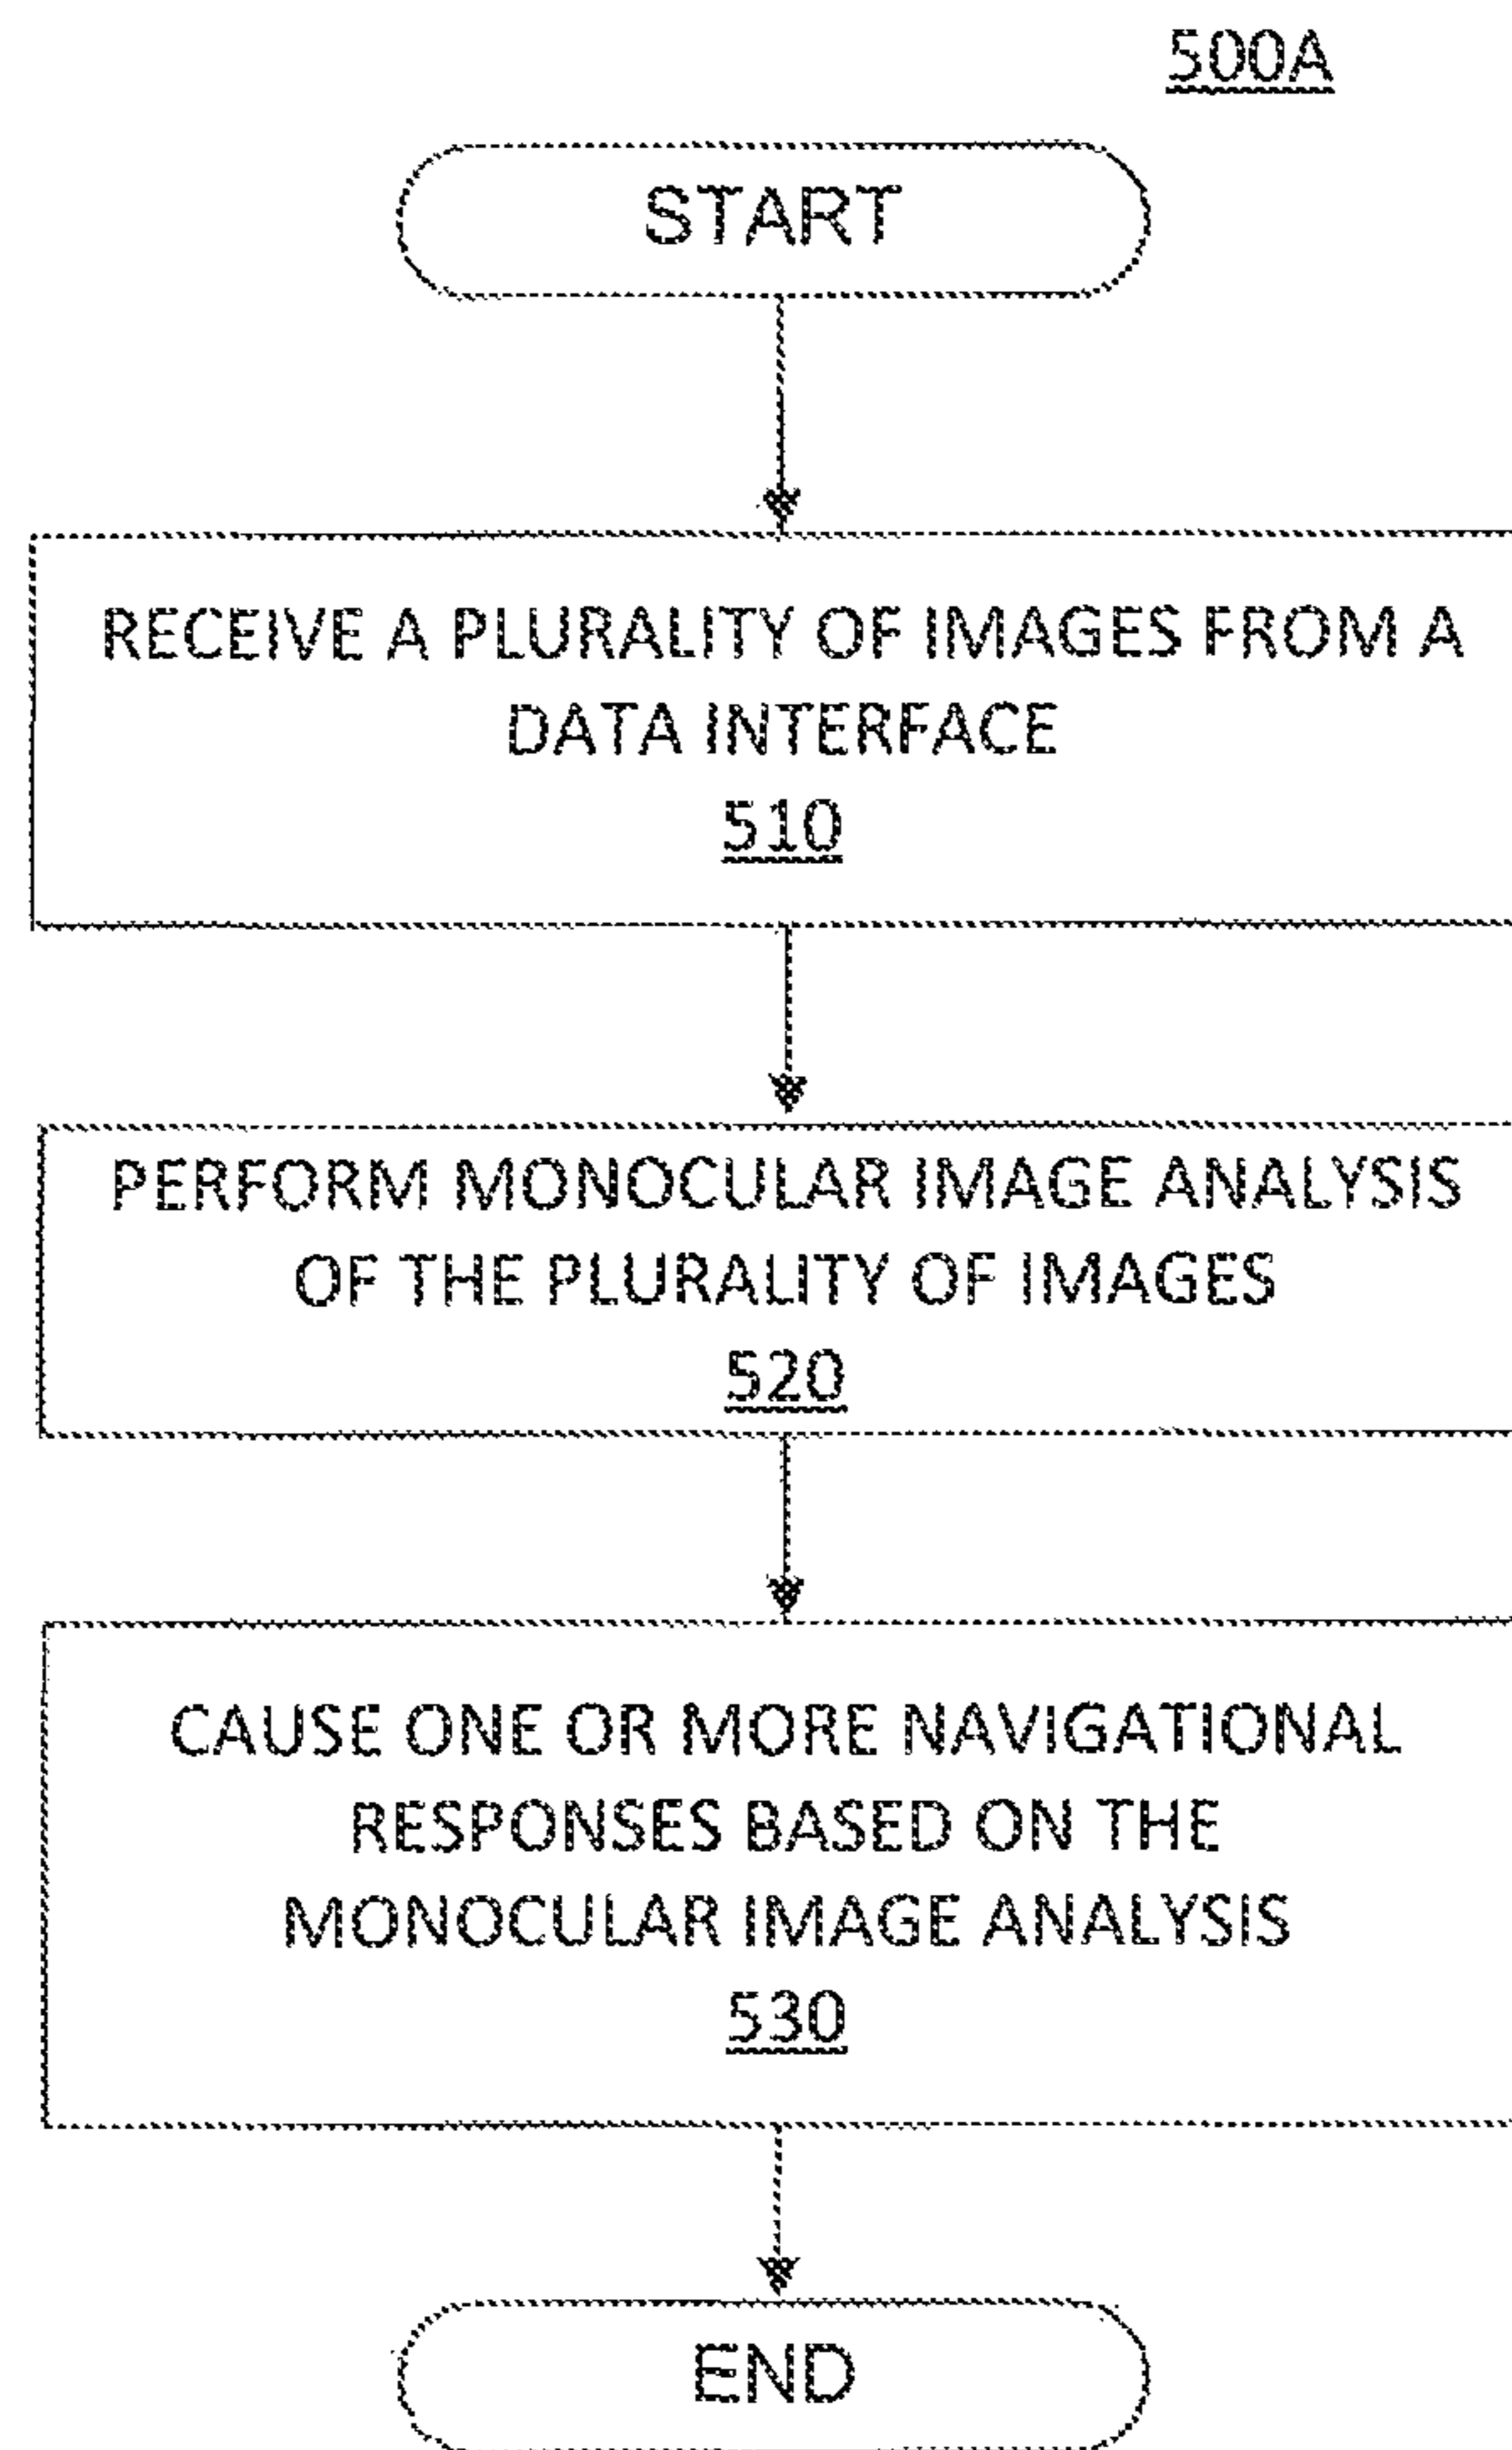 500A
START
RECEIVE A PLURALITY OF IMAGES FROM A
DATA INTERFACE
510
PERFORM MONOCULAR IMAGE ANALYSIS
OF THE PLURALITY OF IMAGES
520
CAUSE ONE OR MORE NAVIGATIONAL
RESPONSES BASED ON THE
MONOCULAR IMAGE ANALYSIS
530
END